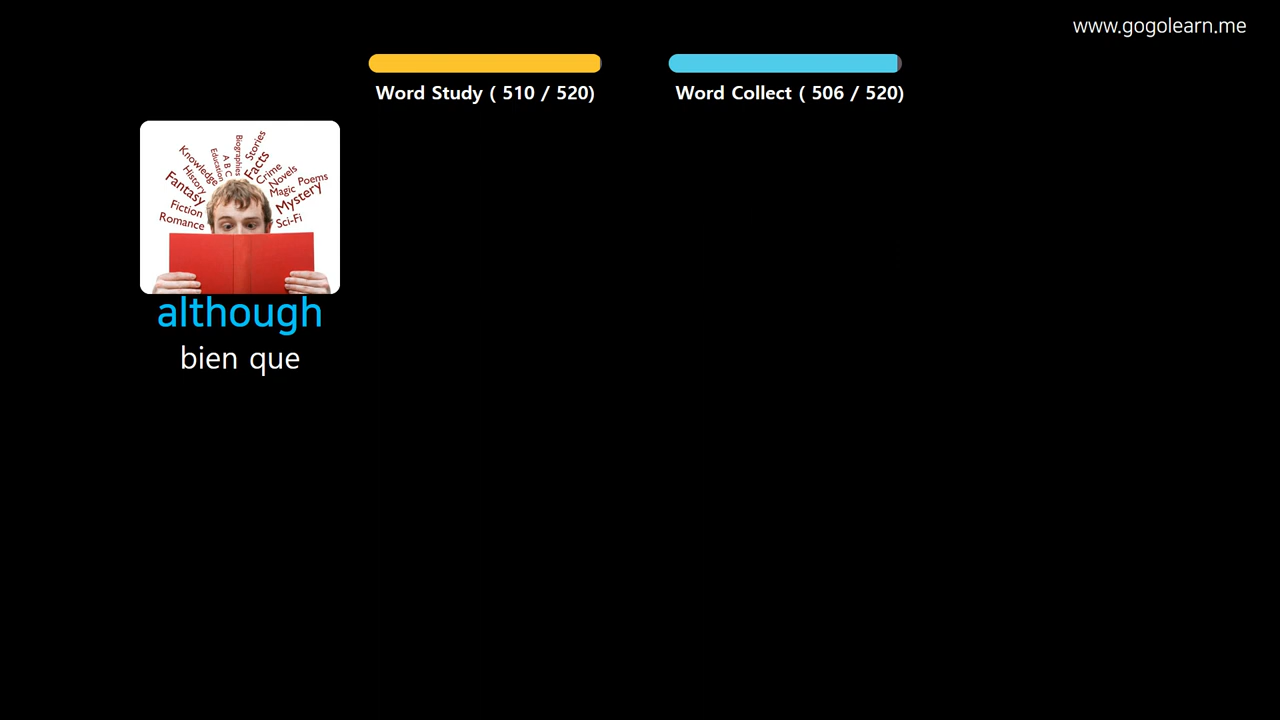 www.gogolearn.me
Word Study ( 510 / 520)
Word Collect ( 506 / 520)
Biographies
Stories
Facts
A B C
Education
Knowledge
Crime
Novels
History
Magic
Poems
Fantasy
Mystery
Fiction
Romance
Sci-Fi
although
bien que